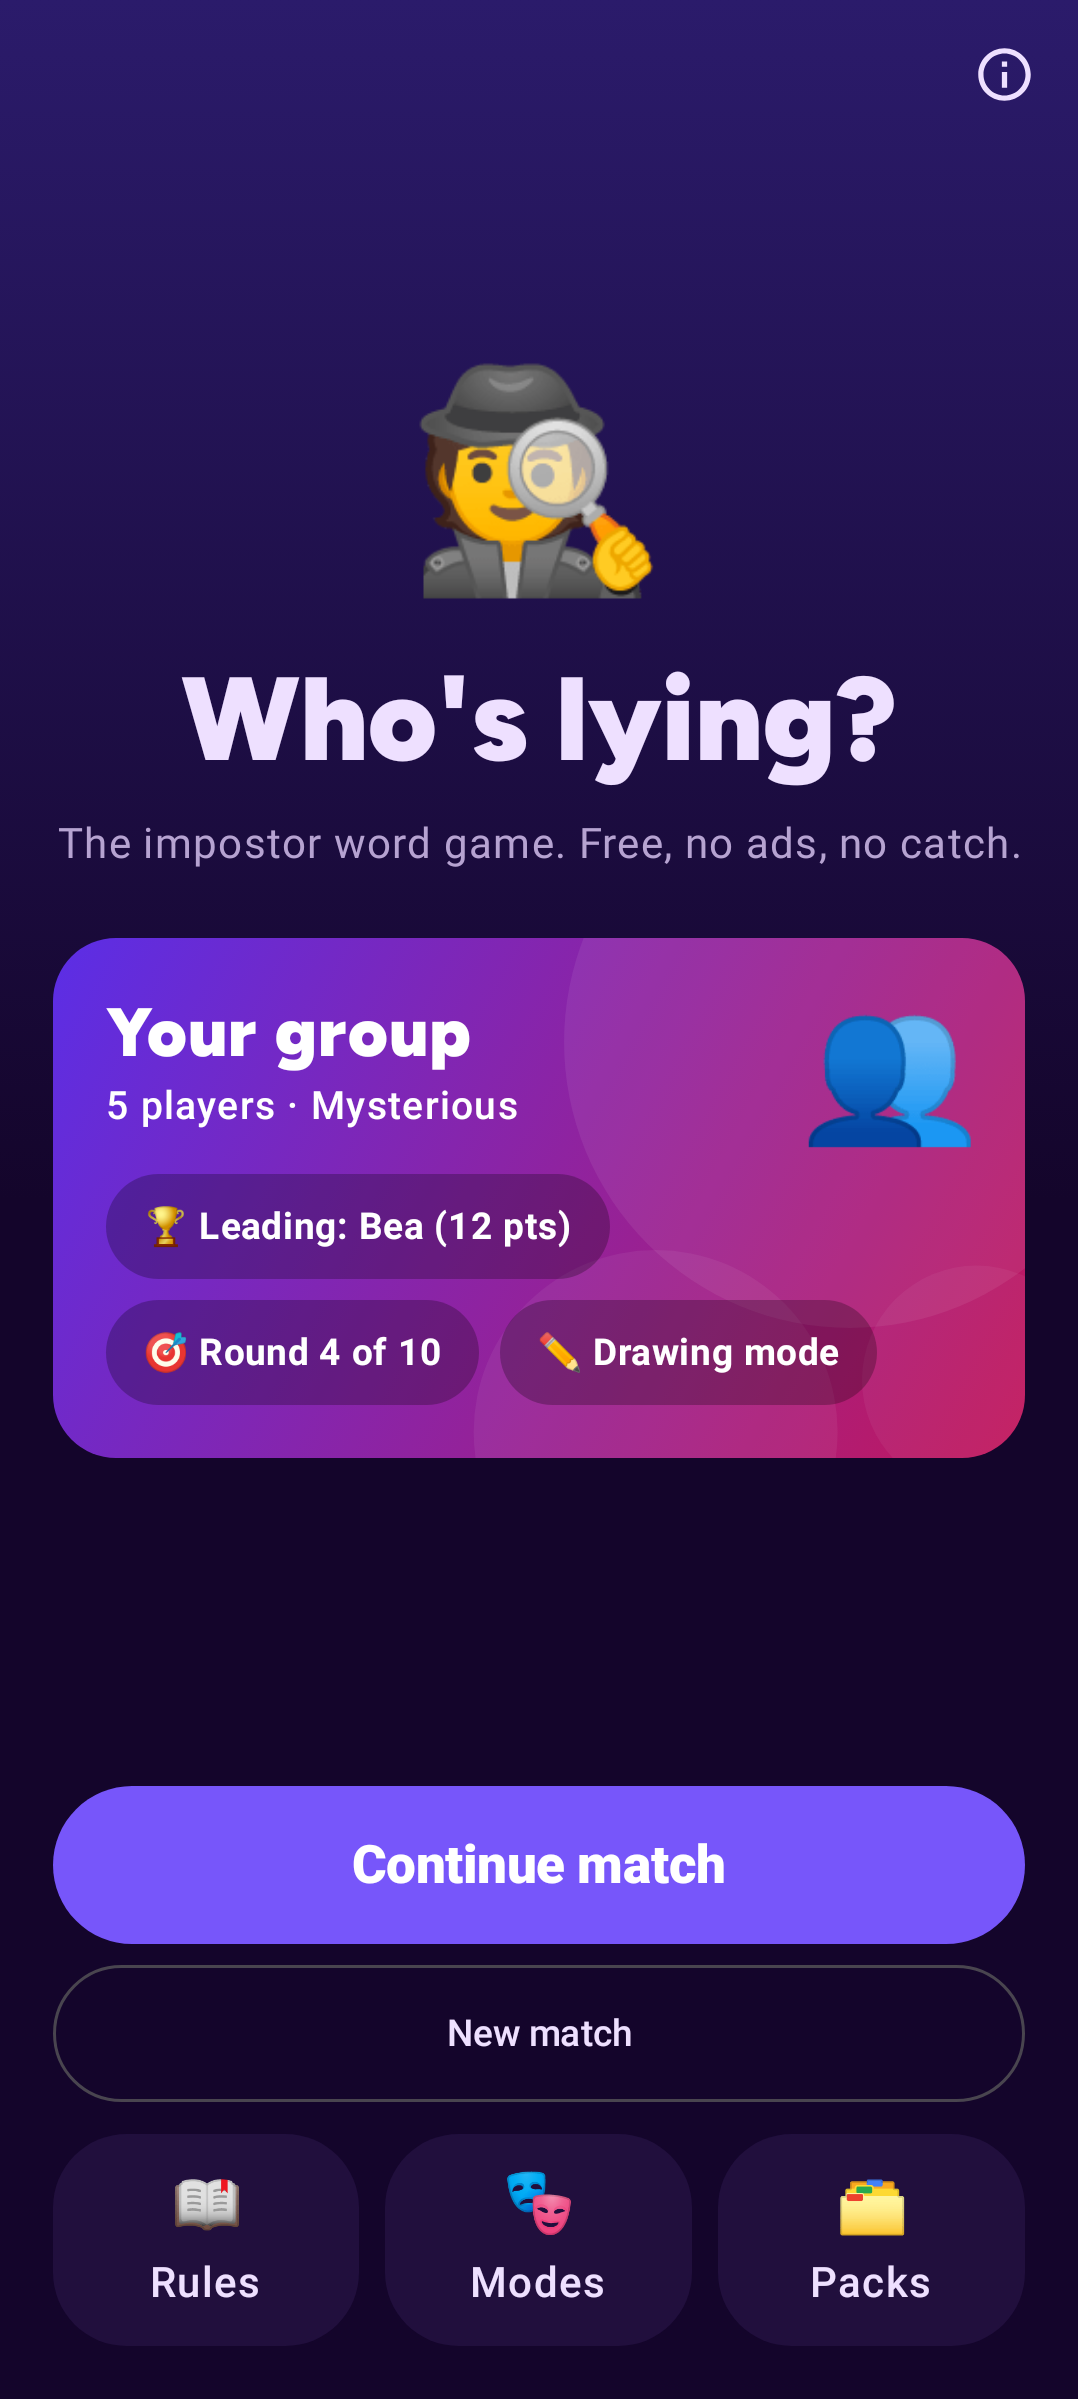 Who's lying?
The impostor word game. Free, no ads, no catch.
Your group
5 players · Mysterious
🏆 Leading: Bea (12 pts)
🎯 Round 4 of 10
✏️ Drawing mode
Continue match
New match
Rules
Modes
Packs